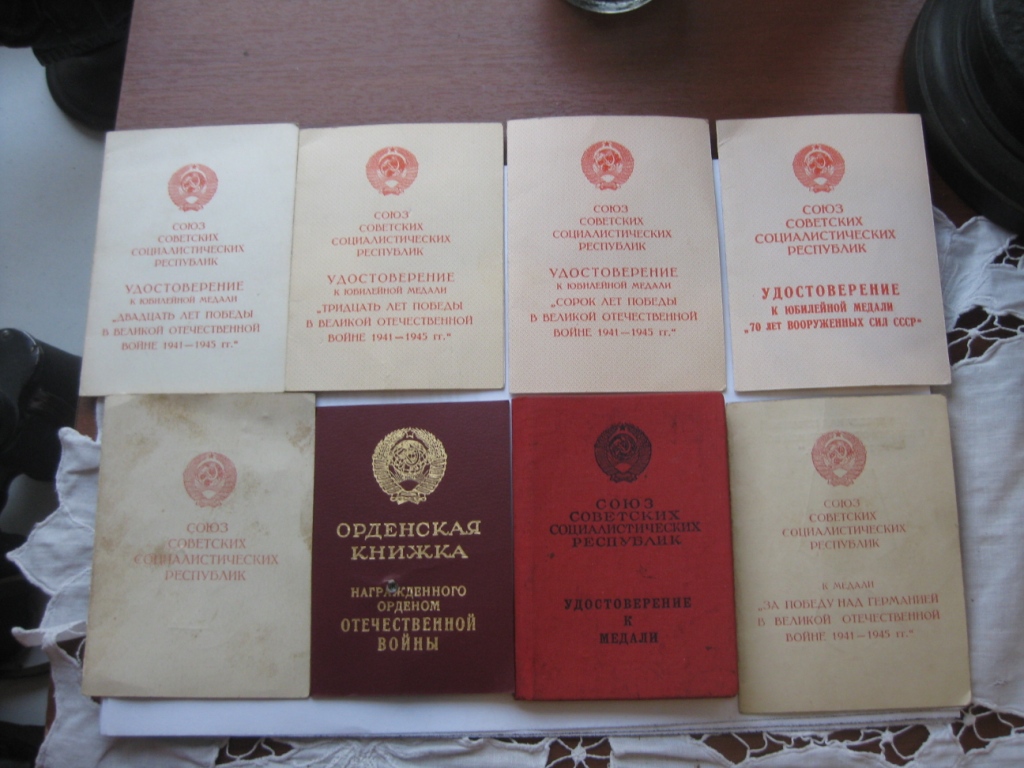 СОЮЗ
СОВЕТСКИХ
СОЦИАЛИСТИЧЕСКИХ
РЕСПУБЛИК
УДОСТОВЕРЕНИЕ
К ЮБИЛЕЙНОЙ МЕДАЛИ
„ДВАДЦАТЬ ЛЕТ ПОБЕДЫ
В ВЕЛИКОЙ ОТЕЧЕСТВЕННОЙ
ВОЙНЕ 1941—1945 гг."
СОЮЗ
СОВЕТСКИХ
СОЦИАЛИСТИЧЕСКИХ
РЕСПУБЛИК
УДОСТОВЕРЕНИЕ
К ЮБИЛЕЙНОЙ МЕДАЛИ
„ТРИДЦАТЬ ЛЕТ ПОБЕДЫ
В ВЕЛИКОЙ ОТЕЧЕСТВЕННОЙ
ВОЙНЕ 1941—1945 гг."
СОЮЗ
СОВЕТСКИХ
СОЦИАЛИСТИЧЕСКИХ
РЕСПУБЛИК
УДОСТОВЕРЕНИЕ
К ЮБИЛЕЙНОЙ МЕДАЛИ
„СОРОК ЛЕТ ПОБЕДЫ
В ВЕЛИКОЙ ОТЕЧЕСТВЕННОЙ
ВОЙНЕ 1941—1945 гг."
СОЮЗ
СОВЕТСКИХ
СОЦИАЛИСТИЧЕСКИХ
РЕСПУБЛИК
УДОСТОВЕРЕНИЕ
К ЮБИЛЕЙНОЙ МЕДАЛИ
„70 ЛЕТ ВООРУЖЕННЫХ СИЛ СССР"
СОЮЗ
СОВЕТСКИХ
СОЦИАЛИСТИЧЕСКИХ
РЕСПУБЛИК
ОРДЕНСКАЯ
КНИЖКА
НАГРАЖДЕННОГО
ОРДЕНОМ
ОТЕЧЕСТВЕННОЙ
ВОЙНЫ
СОЮЗ
СОВЕТСКИХ
СОЦИАЛИСТИЧЕСКИХ
РЕСПУБЛИК
УДОСТОВЕРЕНИЕ
К
МЕДАЛИ
СОЮЗ
СОВЕТСКИХ
СОЦИАЛИСТИЧЕСКИХ
РЕСПУБЛИК
К МЕДАЛИ
„ЗА ПОБЕДУ НАД ГЕРМАНИЕЙ
В ВЕЛИКОЙ ОТЕЧЕСТВЕННОЙ
ВОЙНЕ 1941—1945 гг."